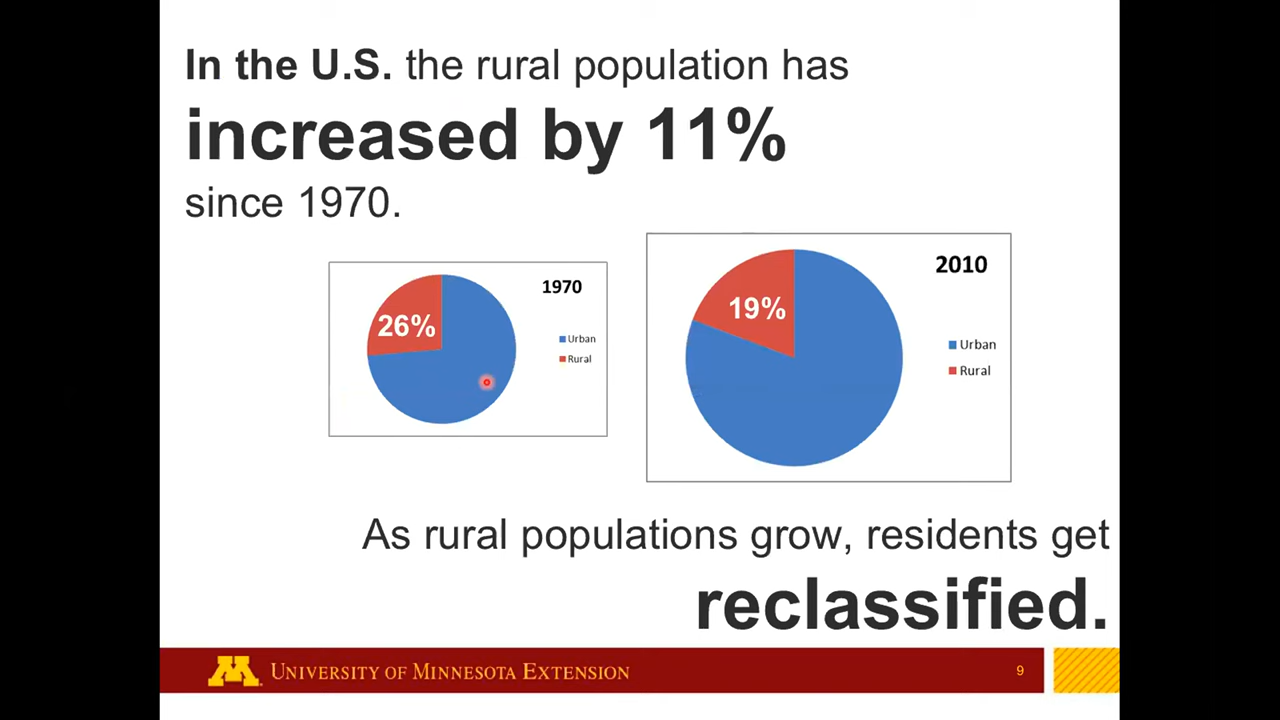 In the U.S. the rural population has
increased by 11%
since 1970.
1970
26%
Urban
Rural
2010
19%
Urban
Rural
As rural populations grow, residents get
reclassified.
M
UNIVERSITY OF MINNESOTA EXTENSION
9